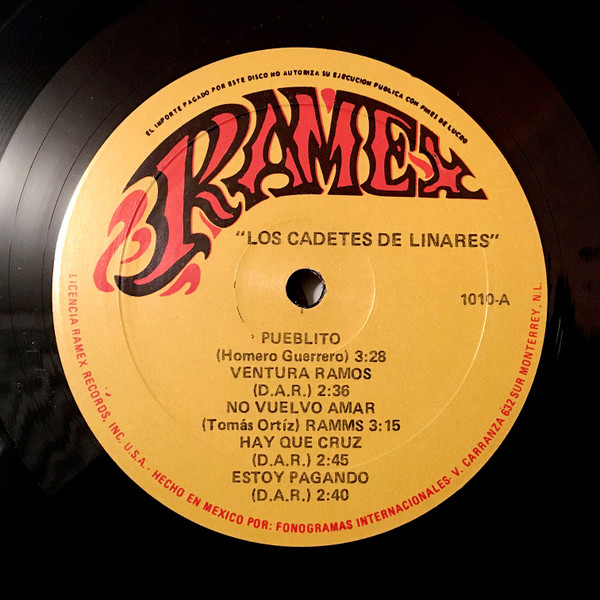 EL IMPORTE PAGADO POR ESTE DISCO NO AUTORIZA SU EJECUCION PUBLICA CON FINES DE LUCRO
RAMEX
"LOS CADETES DE LINARES"
1010-A
PUEBLITO
(Homero Guerrero) 3:28
VENTURA RAMOS
(D.A.R.) 2:36
NO VUELVO AMAR
(Tomás Ortíz) RAMMS 3:15
HAY QUE CRUZ
(D.A.R.) 2:45
ESTOY PAGANDO
(D.A.R.) 2:40
LICENCIA RAMEX RECORDS, INC. U.S.A. - HECHO EN MEXICO POR: FONOGRAMAS INTERNACIONALES- V. CARRANZA 632 SUR MONTERREY, N.L.